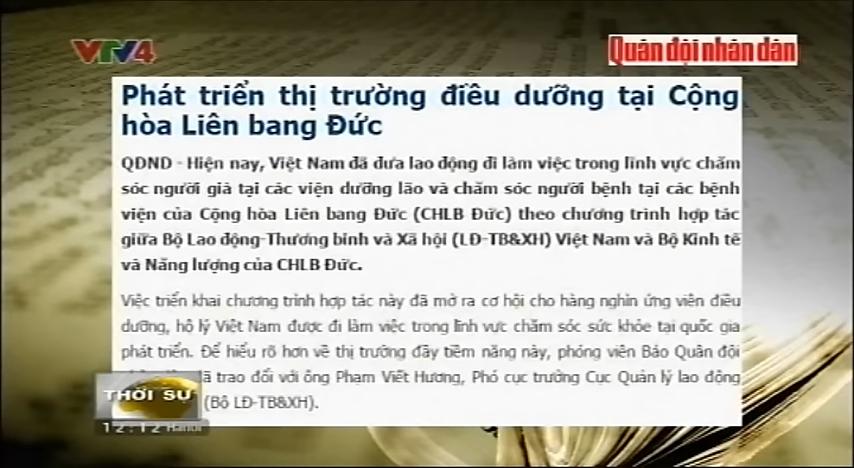 VTV4
Quân đội nhân dân
Phát triển thị trường điều dưỡng tại Cộng
hòa Liên bang Đức
QĐND - Hiện nay, Việt Nam đã đưa lao động đi làm việc trong lĩnh vực chăm
sóc người già tại các viện dưỡng lão và chăm sóc người bệnh tại các bệnh
viện của Cộng hòa Liên bang Đức (CHLB Đức) theo chương trình hợp tác
giữa Bộ Lao động-Thương binh và Xã hội (LĐ-TB&XH) Việt Nam và Bộ Kinh tế
và Năng lượng của CHLB Đức.
Việc triển khai chương trình hợp tác này đã mở ra cơ hội cho hàng nghìn ứng viên điều
dưỡng, hộ lý Việt Nam được đi làm việc trong lĩnh vực chăm sóc sức khỏe tại quốc gia
phát triển. Để hiểu rõ hơn về thị trường đầy tiềm năng này, phóng viên Báo Quân đội
đã trao đổi với ông Phạm Viết Hương, Phó cục trưởng Cục Quản lý lao động
(Bộ LĐ-TB&XH).
THỜI SỰ
12:12 Hanoi